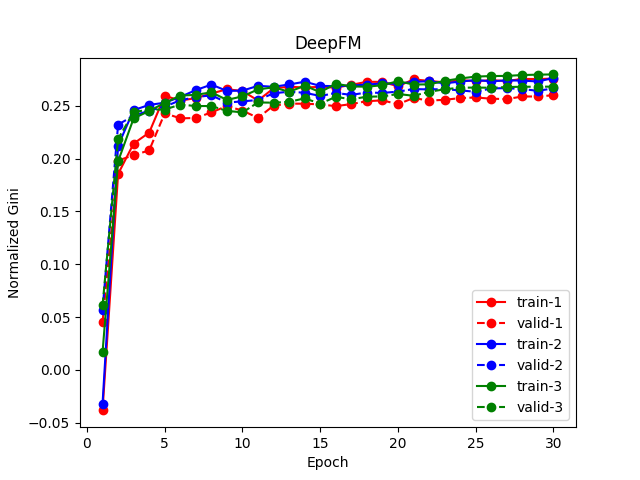 DeepFM
Normalized Gini
0.25
0.20
0.15
0.10
0.05
0.00
−0.05
0
5
10
15
20
25
30
Epoch
train-1
valid-1
train-2
valid-2
train-3
valid-3